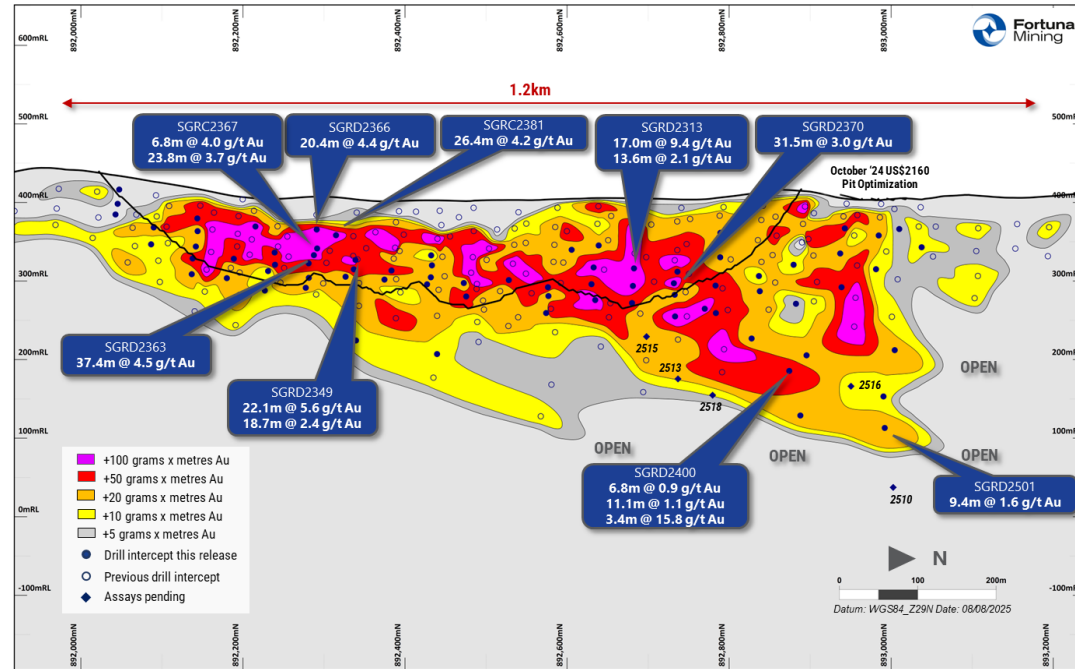 892,000mN
892,200mN
892,400mN
892,600mN
892,800mN
893,000mN
Fortuna
Mining
600mRL
1.2km
500mRL
500m
SGRC2367
6.8m @ 4.0 g/t Au
23.8m @ 3.7 g/t Au
SGRD2366
20.4m @ 4.4 g/t Au
SGRC2381
26.4m @ 4.2 g/t Au
SGRD2313
17.0m @ 9.4 g/t Au
13.6m @ 2.1 g/t Au
SGRD2370
31.5m @ 3.0 g/t Au
October '24 US$2160
Pit Optimization
400mRL
400m
300mRL
300m
SGRD2363
37.4m @ 4.5 g/t Au
2515
200mRL
200m
2513
2518
2516
OPEN
SGRD2349
22.1m @ 5.6 g/t Au
18.7m @ 2.4 g/t Au
100mRL
100m
OPEN
OPEN
OPEN
+100 grams x metres Au
+50 grams x metres Au
+20 grams x metres Au
+10 grams x metres Au
+5 grams x metres Au
Drill intercept this release
Previous drill intercept
Assays pending
SGRD2400
6.8m @ 0.9 g/t Au
11.1m @ 1.1 g/t Au
3.4m @ 15.8 g/t Au
SGRD2501
9.4m @ 1.6 g/t Au
2510
0mRL
N
0 100 200m
Datum: WGS84_Z29N Date: 08/08/2025
-100mRL
-100m
892,000mN
892,200mN
892,400mN
892,600mN
892,800mN
893,000mN
893,200mN